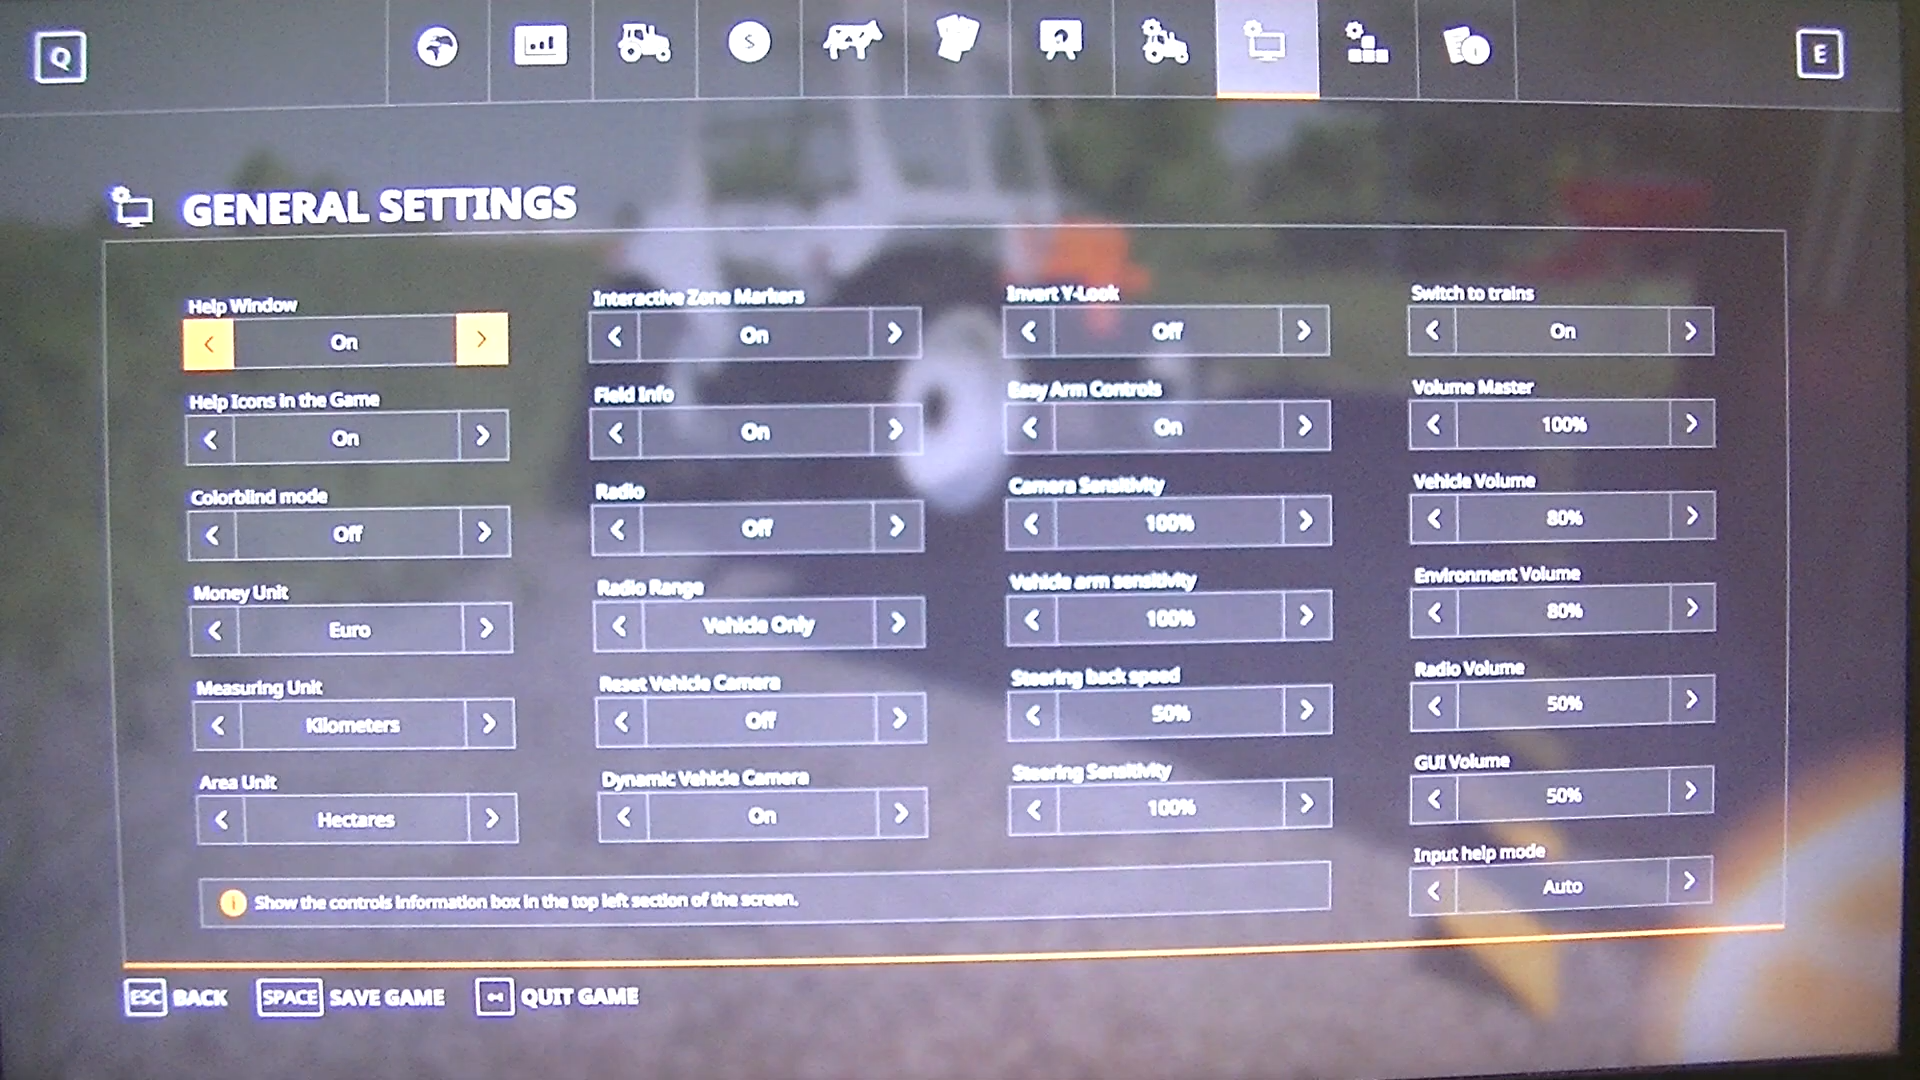 Q
E
GENERAL SETTINGS
Help Window
On
Help Icons in the Game
On
Colorblind mode
Off
Money Unit
Euro
Measuring Unit
Kilometers
Area Unit
Hectares
Interactive Zone Markers
On
Field Info
On
Radio
Off
Radio Range
Vehicle Only
Reset Vehicle Camera
Off
Dynamic Vehicle Camera
On
Invert Y-Look
Off
Easy Arm Controls
On
Camera Sensitivity
100%
Vehicle arm sensitivity
100%
Steering back speed
50%
Steering Sensitivity
100%
Switch to trains
On
Volume Master
100%
Vehicle Volume
80%
Environment Volume
80%
Radio Volume
50%
GUI Volume
50%
Input help mode
Auto
Show the controls information box in the top left section of the screen.
ESC BACK SPACE SAVE GAME QUIT GAME